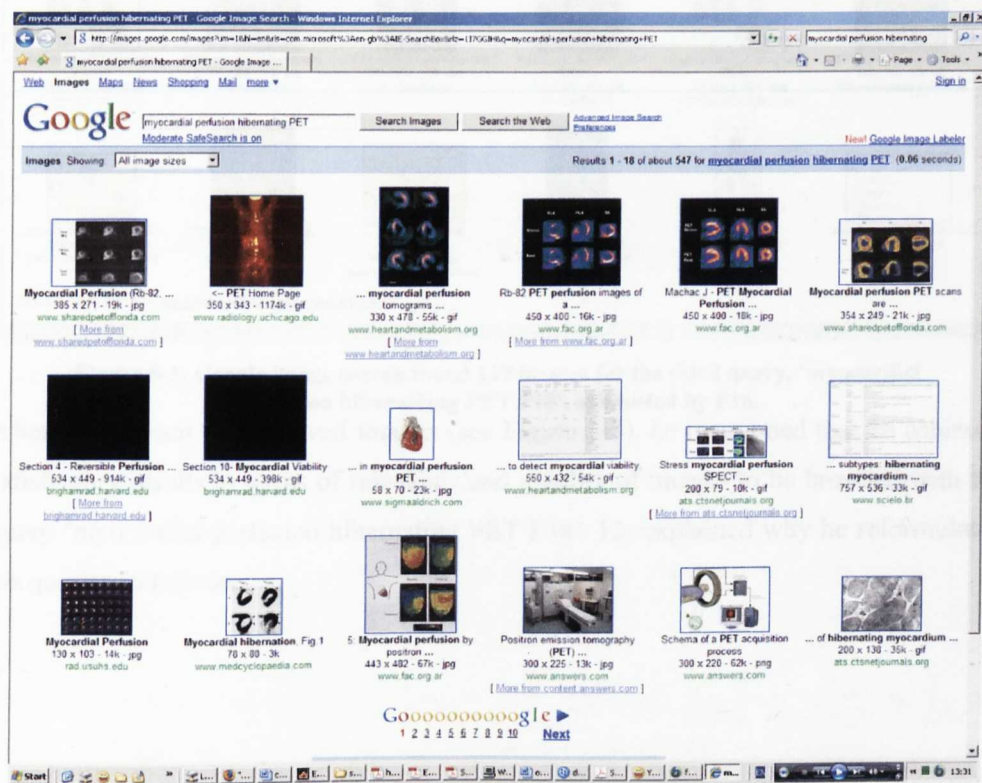 myocardial perfusion hibernating PET - Google Image Search - Windows Internet Explorer
myocardial perfusion hibernating
myocardial perfusion hibernating PET - Google Image ...
Page Tools
Web Images Maps News Shopping Mail more ▼
Sign in
Google
myocardial perfusion hibernating PET
Search Images
Search the Web
Advanced Image Search
Preferences
Moderate SafeSearch is on
New! Google Image Labeler
Images Showing: All image sizes
Results 1 - 18 of about 547 for myocardial perfusion hibernating PET (0.06 seconds)
Myocardial Perfusion (Rb-82,
385 x 271 - 19k - jpg
www.sharedpetofflorida.com
[ More from
www.sharedpetofflorida.com ]
<-- PET Home Page
350 x 343 - 1174k - gif
www.radiology.uchicago.edu
... myocardial perfusion
tomograms ...
330 x 478 - 55k - gif
www.heartandmetabolism.org
[ More from
www.heartandmetabolism.org ]
Rb-82 PET perfusion images of
a ...
450 x 400 - 16k - jpg
www.fac.org.ar
[ More from www.fac.org.ar ]
Machac J - PET Myocardial
Perfusion ...
450 x 400 - 18k - jpg
www.fac.org.ar
Myocardial perfusion PET scans
are ...
354 x 249 - 21k - jpg
www.sharedpetofflorida.com
Section 4 - Reversible Perfusion ...
534 x 449 - 914k - gif
brighamrad.harvard.edu
[ More from
brighamrad.harvard.edu ]
Section 10- Myocardial Viability
534 x 449 - 398k - gif
brighamrad.harvard.edu
... in myocardial perfusion
PET ...
58 x 70 - 23k - jpg
www.sigmaaldrich.com
... to detect myocardial viability.
550 x 432 - 54k - gif
www.heartandmetabolism.org
Stress myocardial perfusion
SPECT ...
200 x 79 - 10k - gif
ats.ctsnetjournals.org
[ More from ats.ctsnetjournals.org ]
... subtypes: hibernating
myocardium ...
757 x 536 - 33k - gif
www.scielo.br
Myocardial Perfusion
130 x 103 - 14k - jpg
rad.usuhs.edu
Myocardial hibernation, Fig.1
78 x 80 - 3k
www.medcyclopaedia.com
5: Myocardial perfusion by
positron ...
443 x 482 - 67k - jpg
www.fac.org.ar
Positron emission tomography
(PET) ...
300 x 225 - 13k - jpg
www.answers.com
[ More from content.answers.com ]
Schema of a PET acquisition
process
300 x 220 - 62k - png
www.answers.com
... of hibernating myocardium ...
200 x 138 - 35k - gif
ats.ctsnetjournals.org
Goooooooooogle
1 2 3 4 5 6 7 8 9 10 Next
Start
13:31